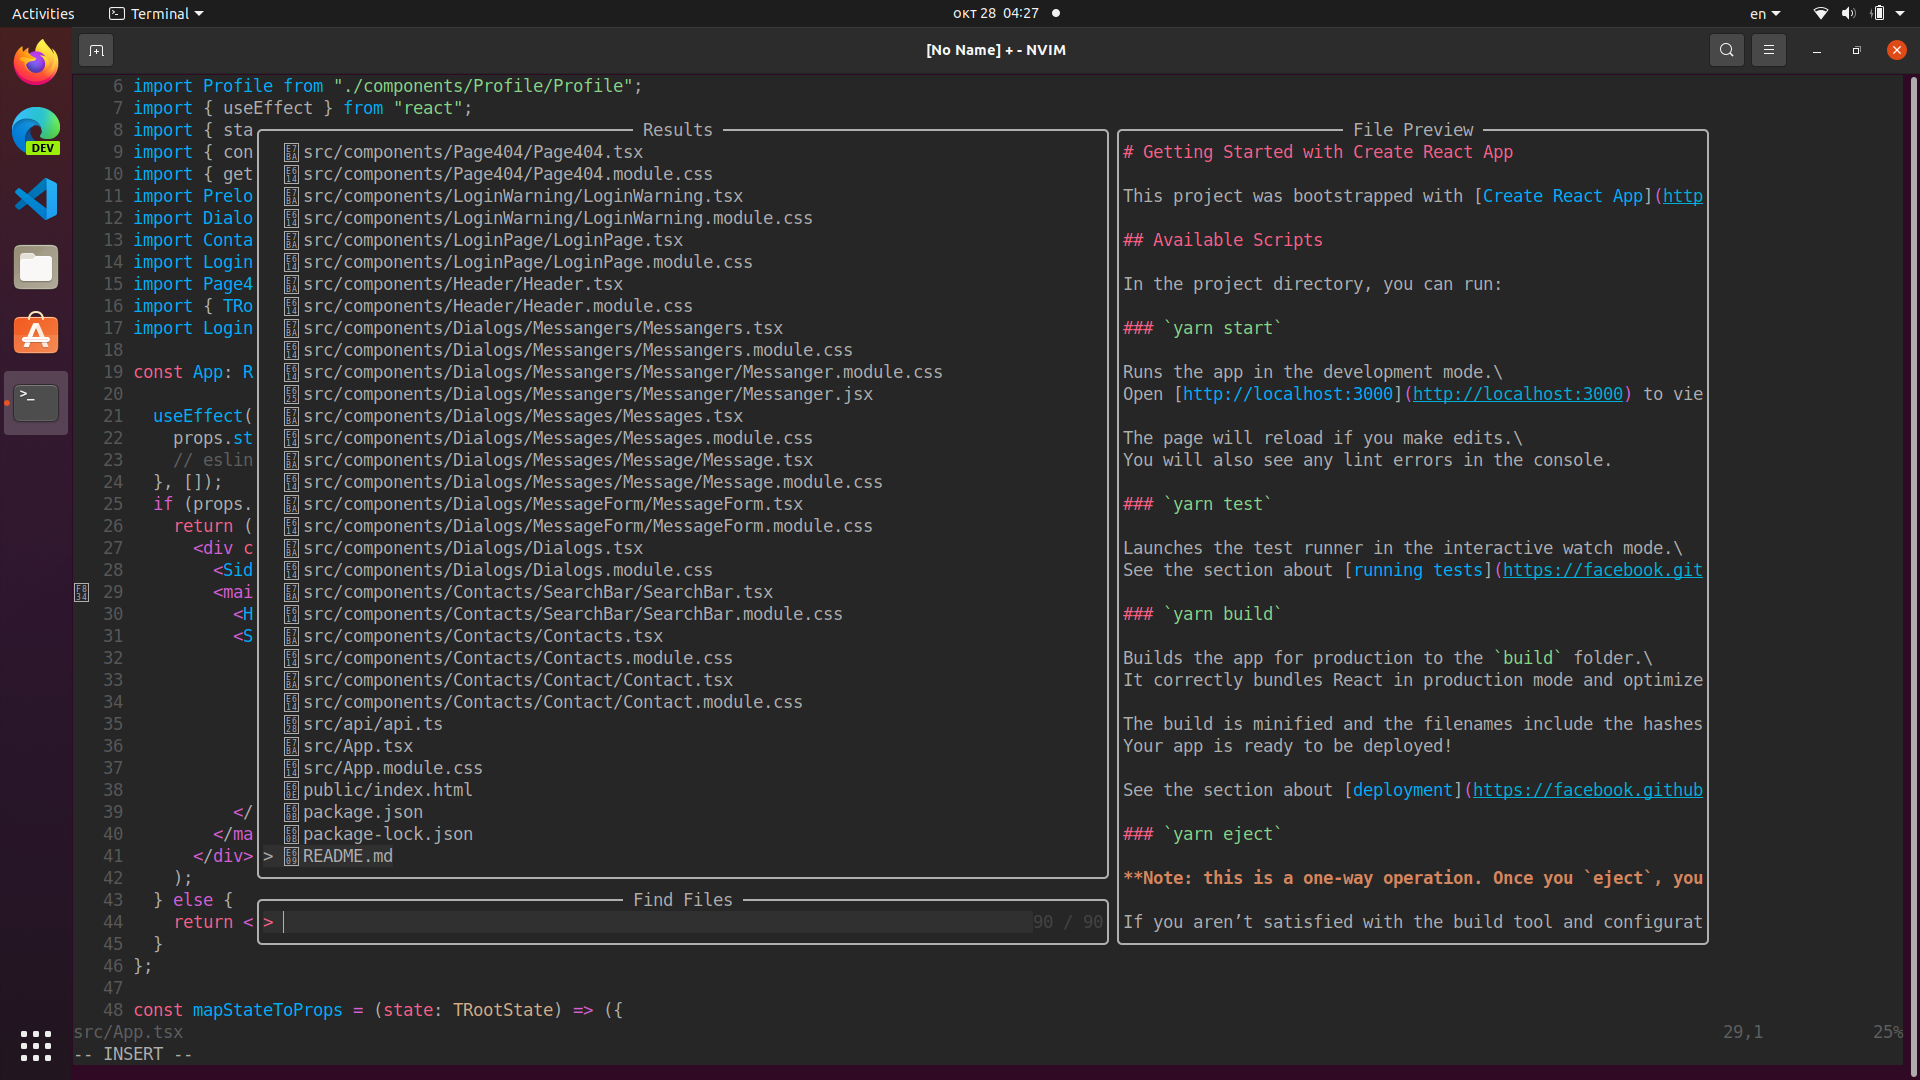 Activities
Terminal
окт 28 04:27
en
[No Name] + - NVIM
DEV
6 import Profile from "./components/Profile/Profile";
7 import { useEffect } from "react";
8 import { sta
9 import { con
10 import { get
11 import Prelo
12 import Dialo
13 import Conta
14 import Login
15 import Page4
16 import { TRo
17 import Login
18
19 const App: R
20
21 useEffect(
22 props.st
23 // eslin
24 }, []);
25 if (props.
26 return (
27 <div c
28 <Sid
29 <mai
30 <H
31 <S
32
33
34
35
36
37
38
39 </
40 </ma
41 </div>
42 );
43 } else {
44 return <
45 }
46 };
47
48 const mapStateToProps = (state: TRootState) => ({
src/App.tsx
29,1
25%
-- INSERT --
Results
src/components/Page404/Page404.tsx
src/components/Page404/Page404.module.css
src/components/LoginWarning/LoginWarning.tsx
src/components/LoginWarning/LoginWarning.module.css
src/components/LoginPage/LoginPage.tsx
src/components/LoginPage/LoginPage.module.css
src/components/Header/Header.tsx
src/components/Header/Header.module.css
src/components/Dialogs/Messangers/Messangers.tsx
src/components/Dialogs/Messangers/Messangers.module.css
src/components/Dialogs/Messangers/Messanger/Messanger.module.css
src/components/Dialogs/Messangers/Messanger/Messanger.jsx
src/components/Dialogs/Messages/Messages.tsx
src/components/Dialogs/Messages/Messages.module.css
src/components/Dialogs/Messages/Message/Message.tsx
src/components/Dialogs/Messages/Message/Message.module.css
src/components/Dialogs/MessageForm/MessageForm.tsx
src/components/Dialogs/MessageForm/MessageForm.module.css
src/components/Dialogs/Dialogs.tsx
src/components/Dialogs/Dialogs.module.css
src/components/Contacts/SearchBar/SearchBar.tsx
src/components/Contacts/SearchBar/SearchBar.module.css
src/components/Contacts/Contacts.tsx
src/components/Contacts/Contacts.module.css
src/components/Contacts/Contact/Contact.tsx
src/components/Contacts/Contact/Contact.module.css
src/api/api.ts
src/App.tsx
src/App.module.css
public/index.html
package.json
package-lock.json
> README.md
Find Files
>
90 / 90
File Preview
# Getting Started with Create React App
This project was bootstrapped with [Create React App](http
## Available Scripts
In the project directory, you can run:
### `yarn start`
Runs the app in the development mode.\
Open [http://localhost:3000](http://localhost:3000) to vie
The page will reload if you make edits.\
You will also see any lint errors in the console.
### `yarn test`
Launches the test runner in the interactive watch mode.\
See the section about [running tests](https://facebook.git
### `yarn build`
Builds the app for production to the `build` folder.\
It correctly bundles React in production mode and optimize
The build is minified and the filenames include the hashes
Your app is ready to be deployed!
See the section about [deployment](https://facebook.github
### `yarn eject`
**Note: this is a one-way operation. Once you `eject`, you
If you aren’t satisfied with the build tool and configurat